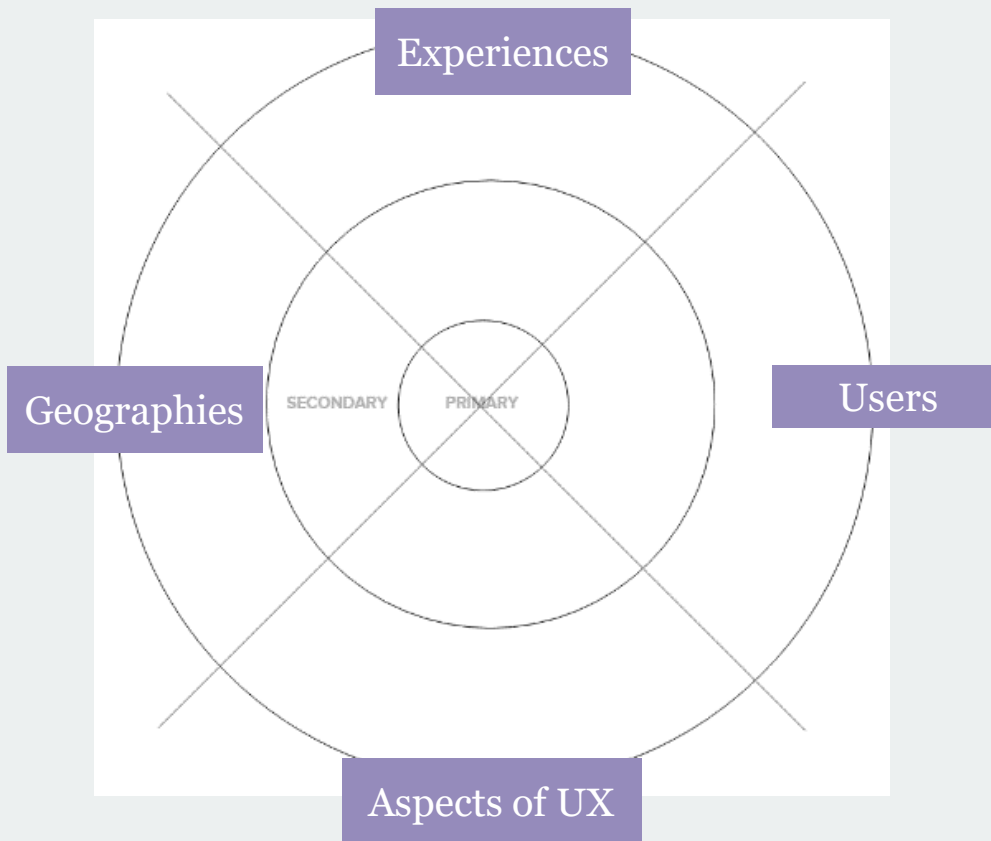 Experiences
Geographies
SECONDARY
PRIMARY
Users
Aspects of UX